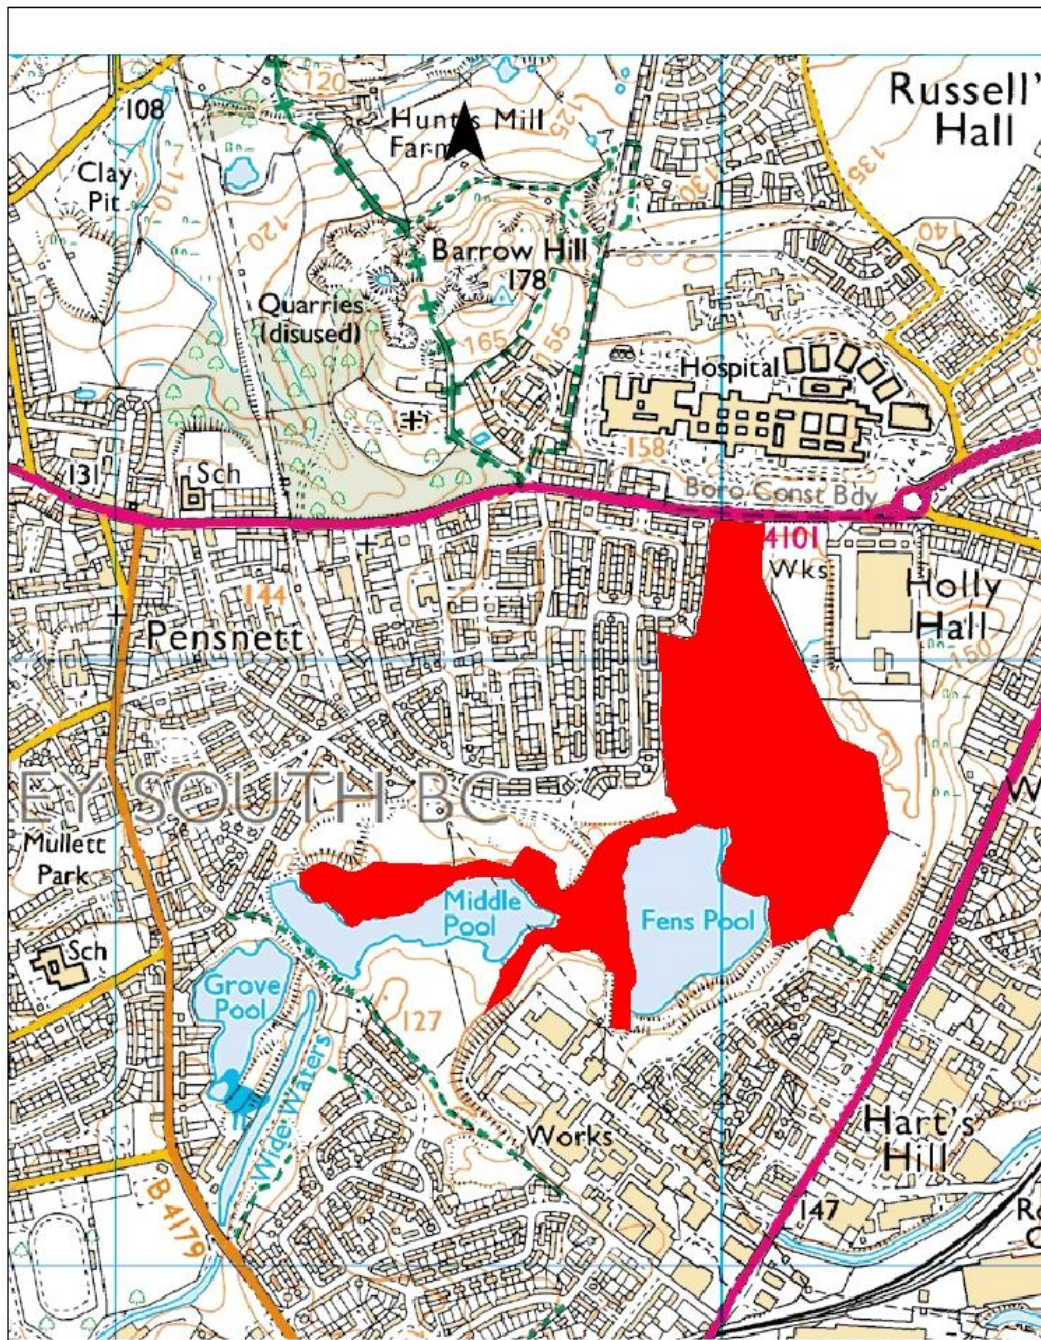 Russell'
Hall
120
108
Hunt's Mill
Farm
125
Clay
Pit
110
130
135
120
140
Barrow Hill
178
Quarries
(disused)
165
155
Hospital
158
131
Sch
Boro Const Bdy
4101
Wks
Holly
Hall
144
Pensnett
150
EY SOUTH BC
W
Mullett
Park
Middle
Pool
Fens Pool
Sch
Grove
Pool
127
Wide Waters
Works
Hart's
Hill
B 4179
147